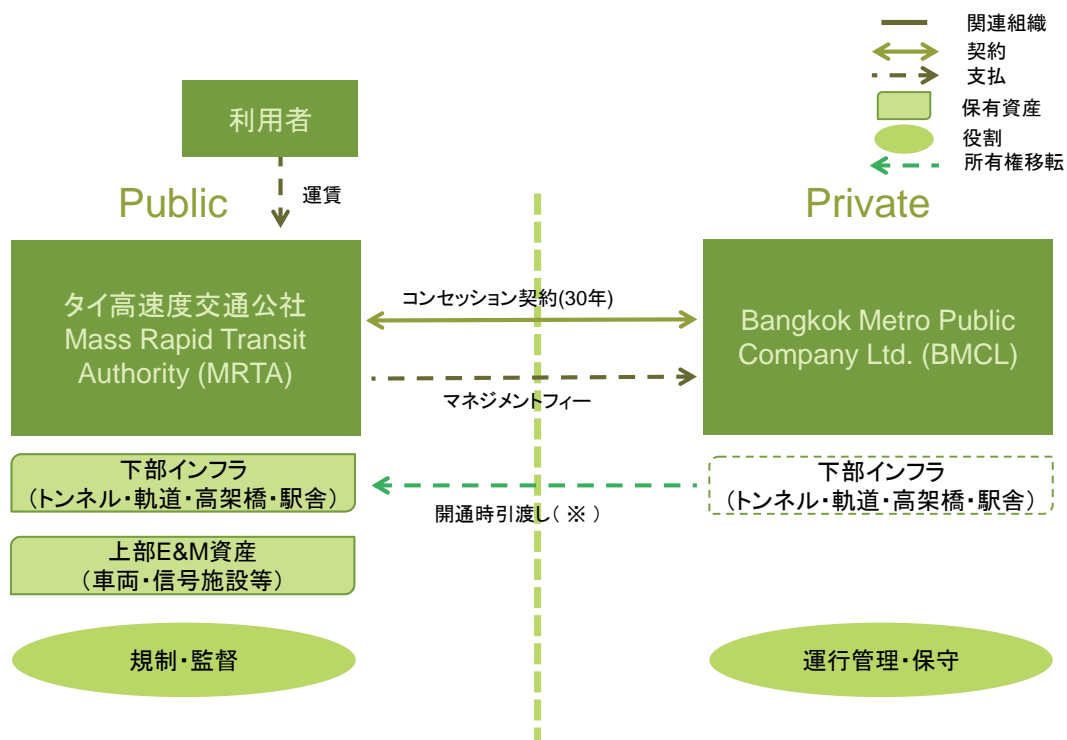 関連組織
契約
支払
保有資産
役割
所有権移転
利用者
運賃
Public
Private
タイ高速度交通公社
Mass Rapid Transit
Authority (MRTA)
コンセッション契約(30年)
マネジメントフィー
Bangkok Metro Public
Company Ltd. (BMCL)
下部インフラ
(トンネル・軌道・高架橋・駅舎)
開通時引渡し( ※ )
下部インフラ
(トンネル・軌道・高架橋・駅舎)
上部E&M資産
(車両・信号施設等)
規制・監督
運行管理・保守